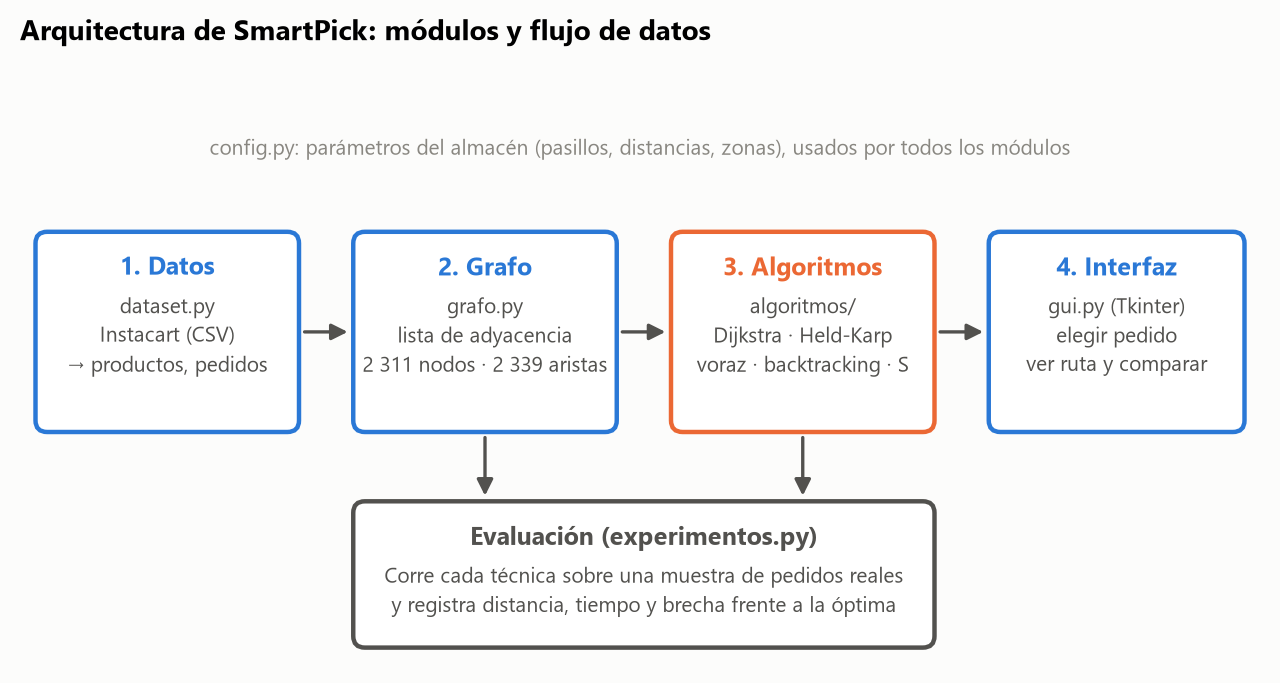 Arquitectura de SmartPick: módulos y flujo de datos
config.py: parámetros del almacén (pasillos, distancias, zonas), usados por todos los módulos
1. Datos
dataset.py
Instacart (CSV)
→ productos, pedidos
2. Grafo
grafo.py
lista de adyacencia
2 311 nodos · 2 339 aristas
3. Algoritmos
algoritmos/
Dijkstra · Held-Karp
voraz · backtracking · S
4. Interfaz
gui.py (Tkinter)
elegir pedido
ver ruta y comparar
Evaluación (experimentos.py)
Corre cada técnica sobre una muestra de pedidos reales
y registra distancia, tiempo y brecha frente a la óptima